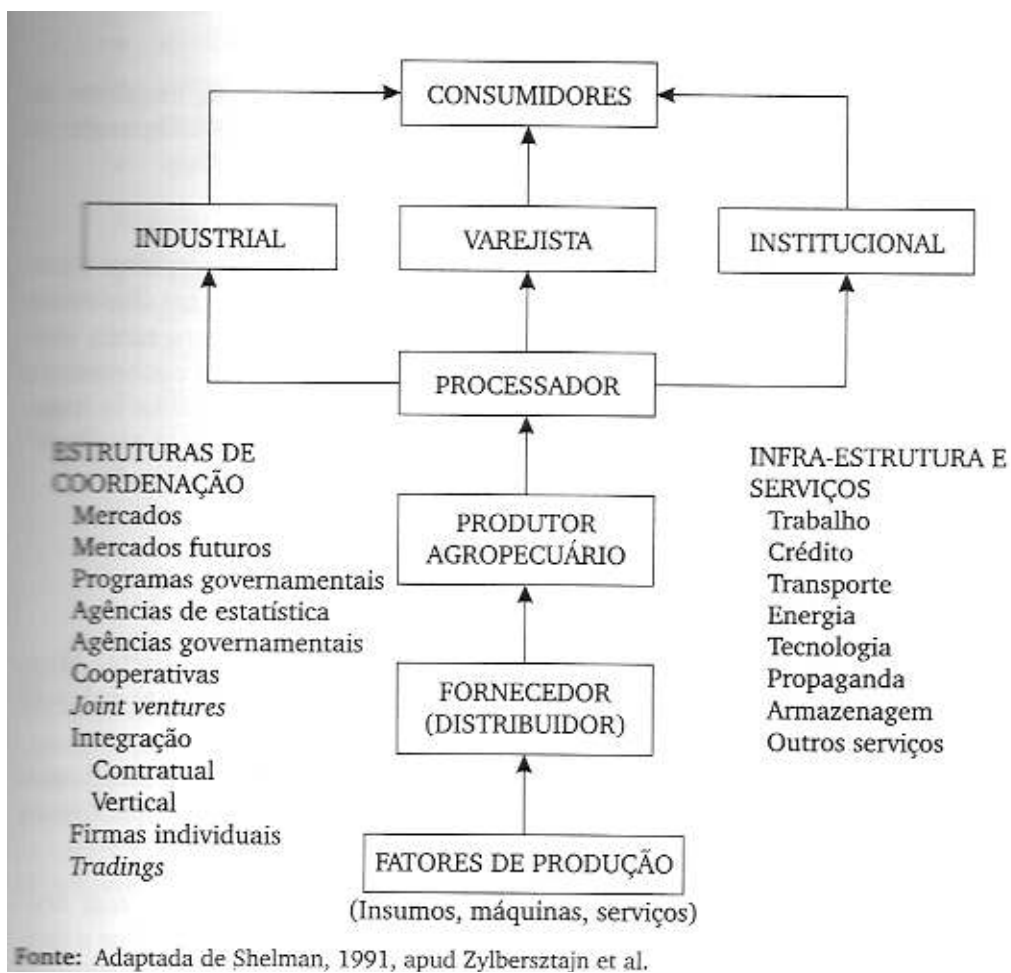 CONSUMIDORES
INDUSTRIAL
VAREJISTA
INSTITUCIONAL
PROCESSADOR
ESTRUTURAS DE
COORDENAÇÃO
Mercados
Mercados futuros
Programas governamentais
Agências de estatística
Agências governamentais
Cooperativas
Joint ventures
Integração
Contratual
Vertical
Firmas individuais
Tradings
PRODUTOR
AGROPECUÁRIO
FORNECEDOR
(DISTRIBUIDOR)
FATORES DE PRODUÇÃO
(Insumos, máquinas, serviços)
INFRA-ESTRUTURA E
SERVIÇOS
Trabalho
Crédito
Transporte
Energia
Tecnologia
Propaganda
Armazenagem
Outros serviços
Fonte: Adaptada de Shelman, 1991, apud Zylbersztajn et al.